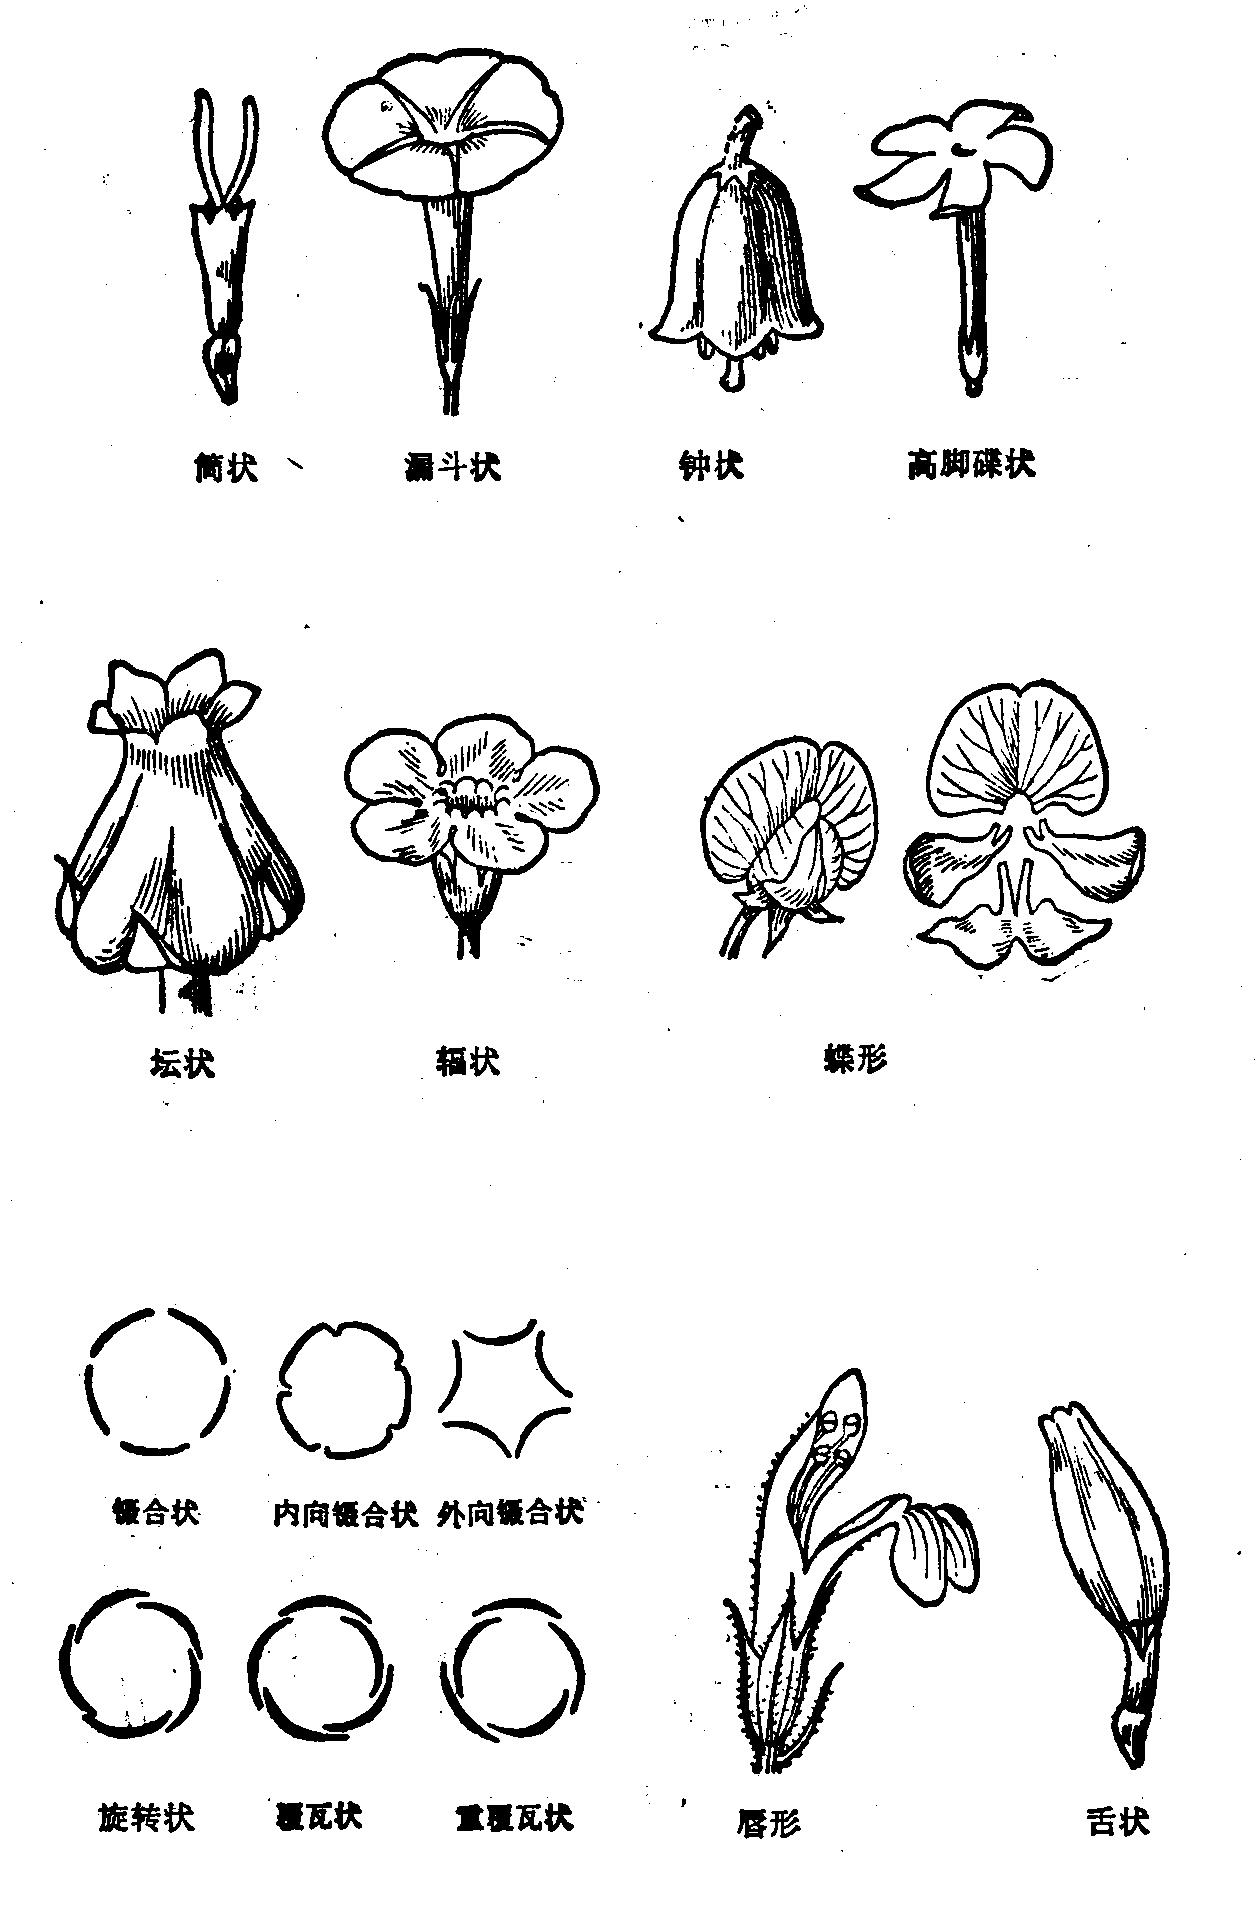 筒状 漏斗状 钟状 高脚碟状
坛状 辐状 蝶形
镊合状 内向镊合状 外向镊合状
旋转状 覆瓦状 重覆瓦状 唇形 舌状